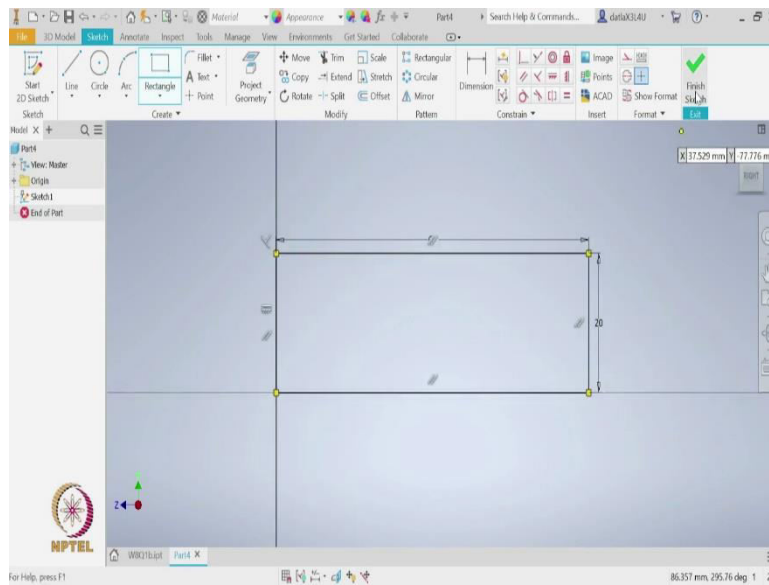 Material Appearance Part4 Search Help & Commands... datiaX3L4U
File 3D Model Sketch Annotate Inspect Tools Manage View Environments Get Started Collaborate
Start 2D Sketch Line Circle Arc Rectangle Fillet Text Point Project Geometry Move Trim Scale Copy Extend Stretch Rotate Split Offset Rectangular Circular Mirror Dimension Image Points ACAD Show Format Finish Sketch
Sketch Create Modify Pattern Constrain Insert Format Exit
Model X +
Part4
View: Master
Origin
Sketch1
End of Part
X 37.529 mm Y -77.776 m
RIGHT
20
Z
NPTEL
W8Q1b.ipt Part4 X
For Help, press F1 86.357 mm, 295.76 deg 1